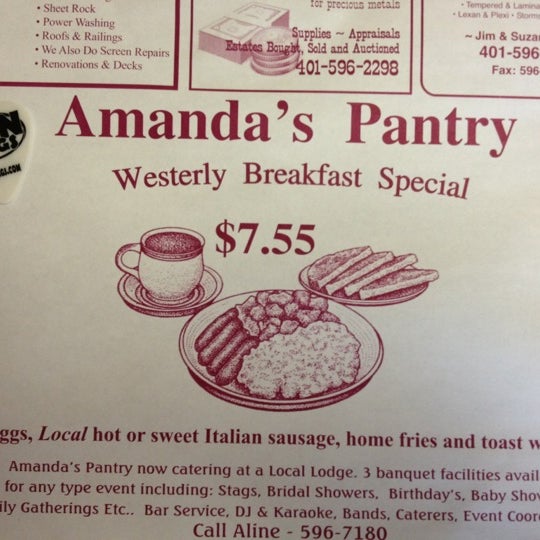 • Sheet Rock
• Power Washing
• Roofs & Railings
• We Also Do Screen Repairs
• Renovations & Decks
for precious metals
Supplies ~ Appraisals
Estates Bought, Sold and Auctioned
401-596-2298
• Tempered & Lamina
• Lexan & Plexi • Storms
~ Jim & Suza
401-596
Fax: 596
Amanda's Pantry
Westerly Breakfast Special
$7.55
ggs, Local hot or sweet Italian sausage, home fries and toast w
Amanda's Pantry now catering at a Local Lodge. 3 banquet facilities avail
for any type event including: Stags, Bridal Showers, Birthday's, Baby Show
ily Gatherings Etc.. Bar Service, DJ & Karaoke, Bands, Caterers, Event Coor
Call Aline - 596-7180